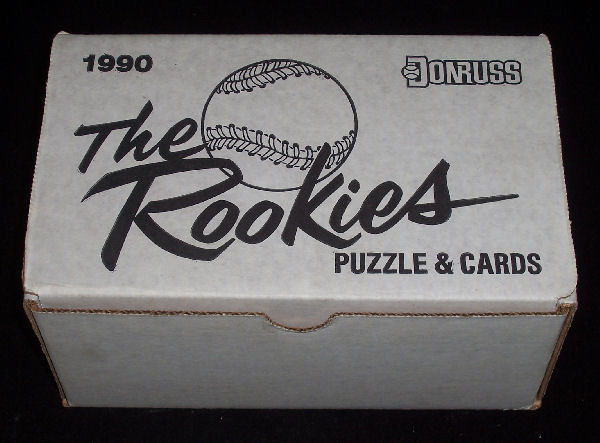 1990
DONRUSS
The
Rookies
PUZZLE & CARDS